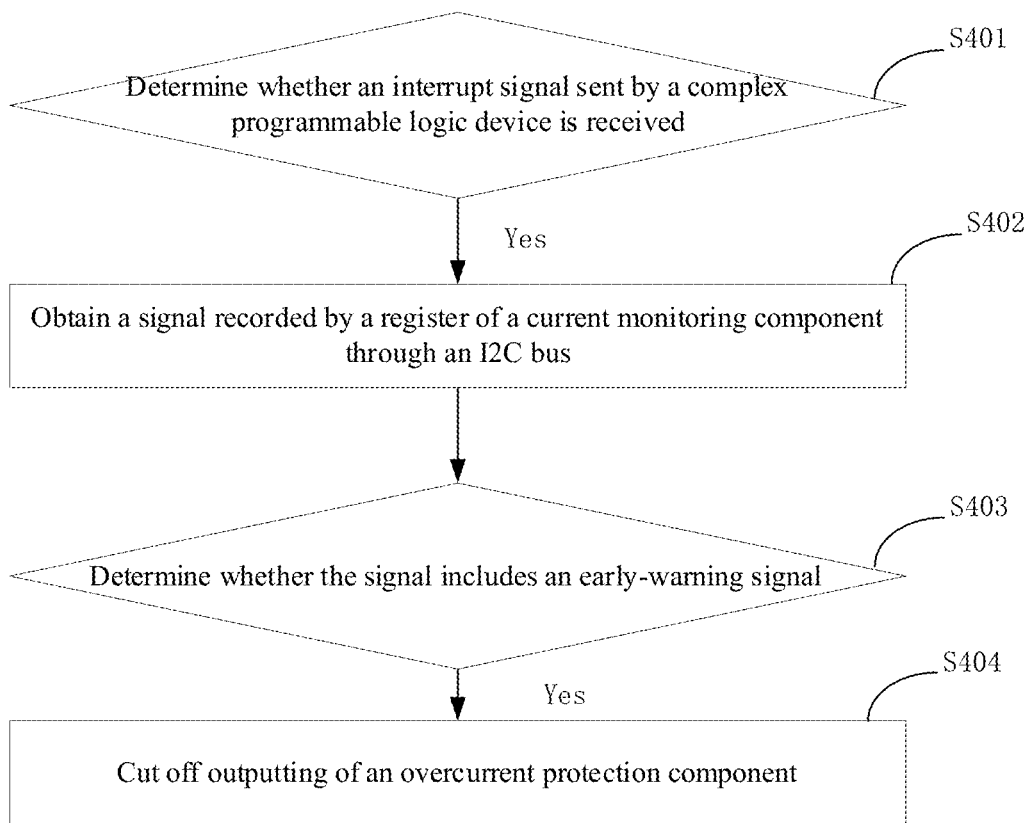 S401
Determine whether an interrupt signal sent by a complex
programmable logic device is received
Yes
S402
Obtain a signal recorded by a register of a current monitoring component
through an I2C bus
S403
Determine whether the signal includes an early-warning signal
Yes
S404
Cut off outputting of an overcurrent protection component